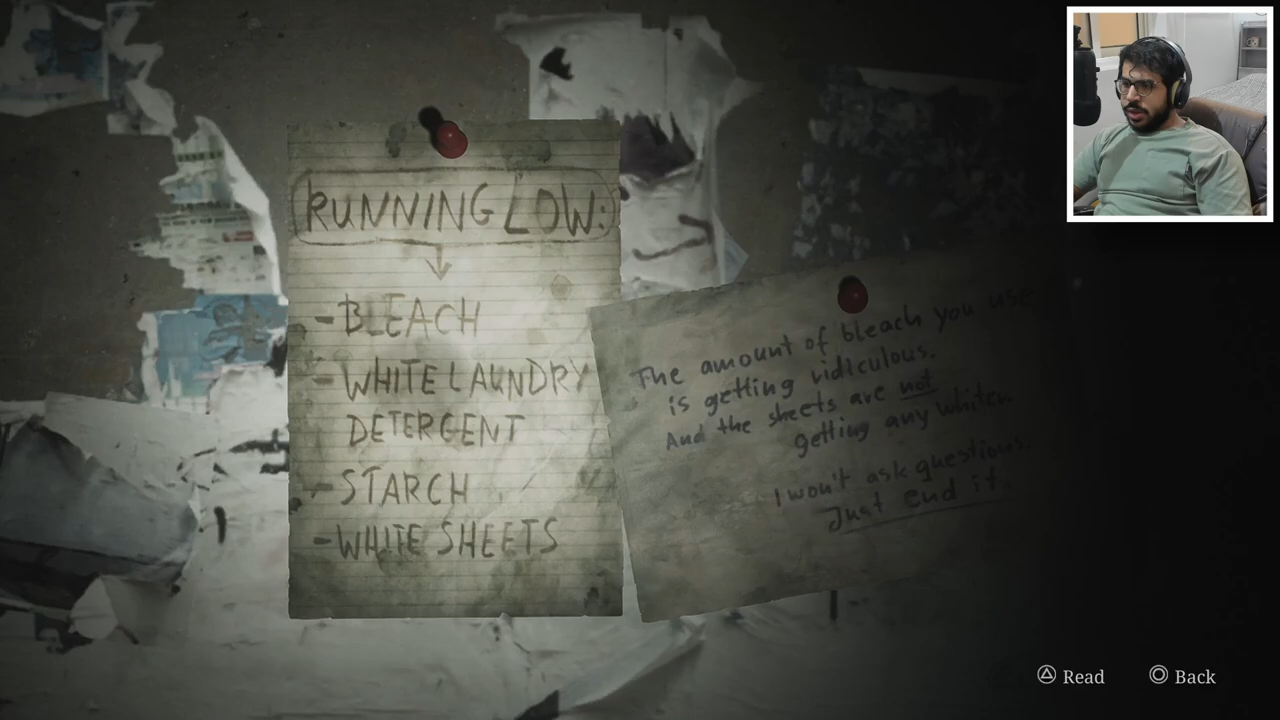 RUNNING LOW:
- BLEACH
- WHITE LAUNDRY
DETERGENT
- STARCH
- WHITE SHEETS
The amount of bleach you use
is getting ridiculous.
And the sheets are not
getting any whiter.
I won't ask questions.
Just end it.
Read
Back